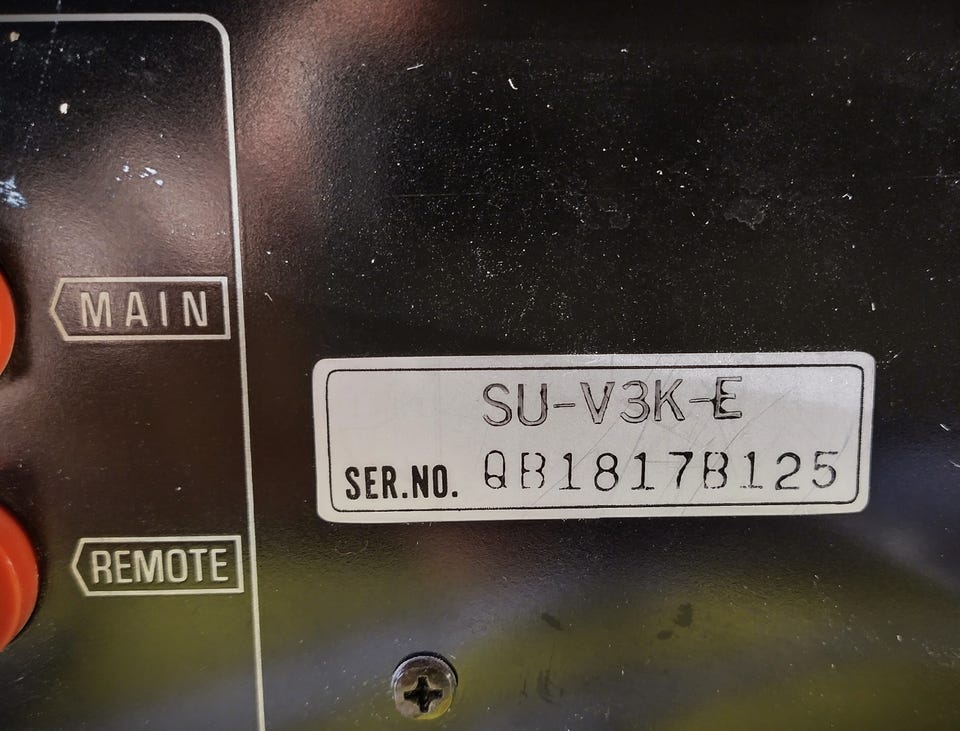 MAIN
SU-V3K-E
SER.NO. QB1817B125
REMOTE